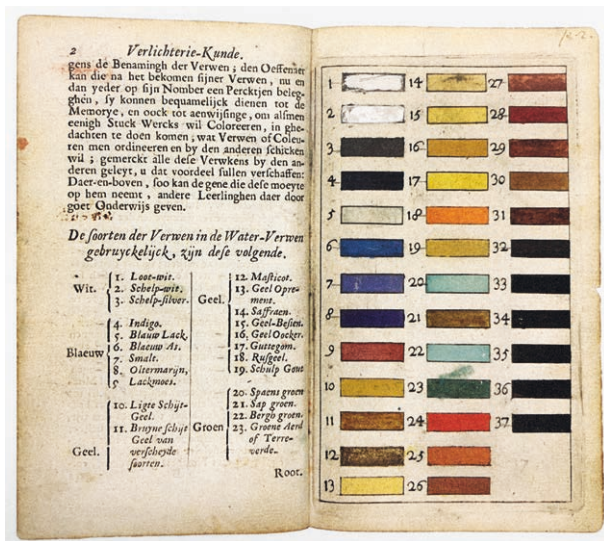 2 Verlichterie-Kunde.
gens de Benamingh der Verwen; den Oeffenaer
kan die na het bekomen sijner Verwen, nu en
dan yeder op sijn Nomber een Percktjen beleg-
ghen, sy konnen bequamelijck dienen tot de
Memorye, en oock tot aenwijsinge, om alsmen
eenigh Stuck Wercks wil Coloreeren, in ghe-
dachten te doen komen, wat Verwen of Coleu-
ren men ordineeren en by den anderen schicken
wil; gemerckt alle dese Verwkens by den an-
deren geleyt, u dat voordeel sullen verschaffen:
Daer-en-boven, soo kan de gene die dese moeyte
op hem neemt, andere Leerlinghen daer door
goet Onderwijs geven.
De soorten der Verwen in de Water-Verwen
gebruyckelijck, zijn dese volgende.
Wit.
1. Loot-wit.
2. Schelp-wit.
3. Schelp-silver.
Blaeuw
4. Indigo.
5. Blauw Lack.
6. Blaeuw As.
7. Smalt.
8. Oltermarijn,
9 Lackmoes.
Geel.
10. Ligte Schijt-
Geel.
11. Bruyne schijt
Geel van
verscheyde
soorten.
Geel.
12. Masticot.
13. Geel Opre-
ment.
14. Saffraen.
15. Geel-Besien.
16. Geel Oocker.
17. Guttegom.
18. Rusgeel.
19. Schulp Gout
Groen
20. Spaens groen
21. Sap groen.
22. Bergh groen.
23. Groene Aerd
of Terre-
verde.
Root.
1 14 27
2 15 28
3 16 29
4 17 30
5 18 31
6 19 32
7 20 33
8 21 34
9 22 35
10 23 36
11 24 37
12 25
13 26